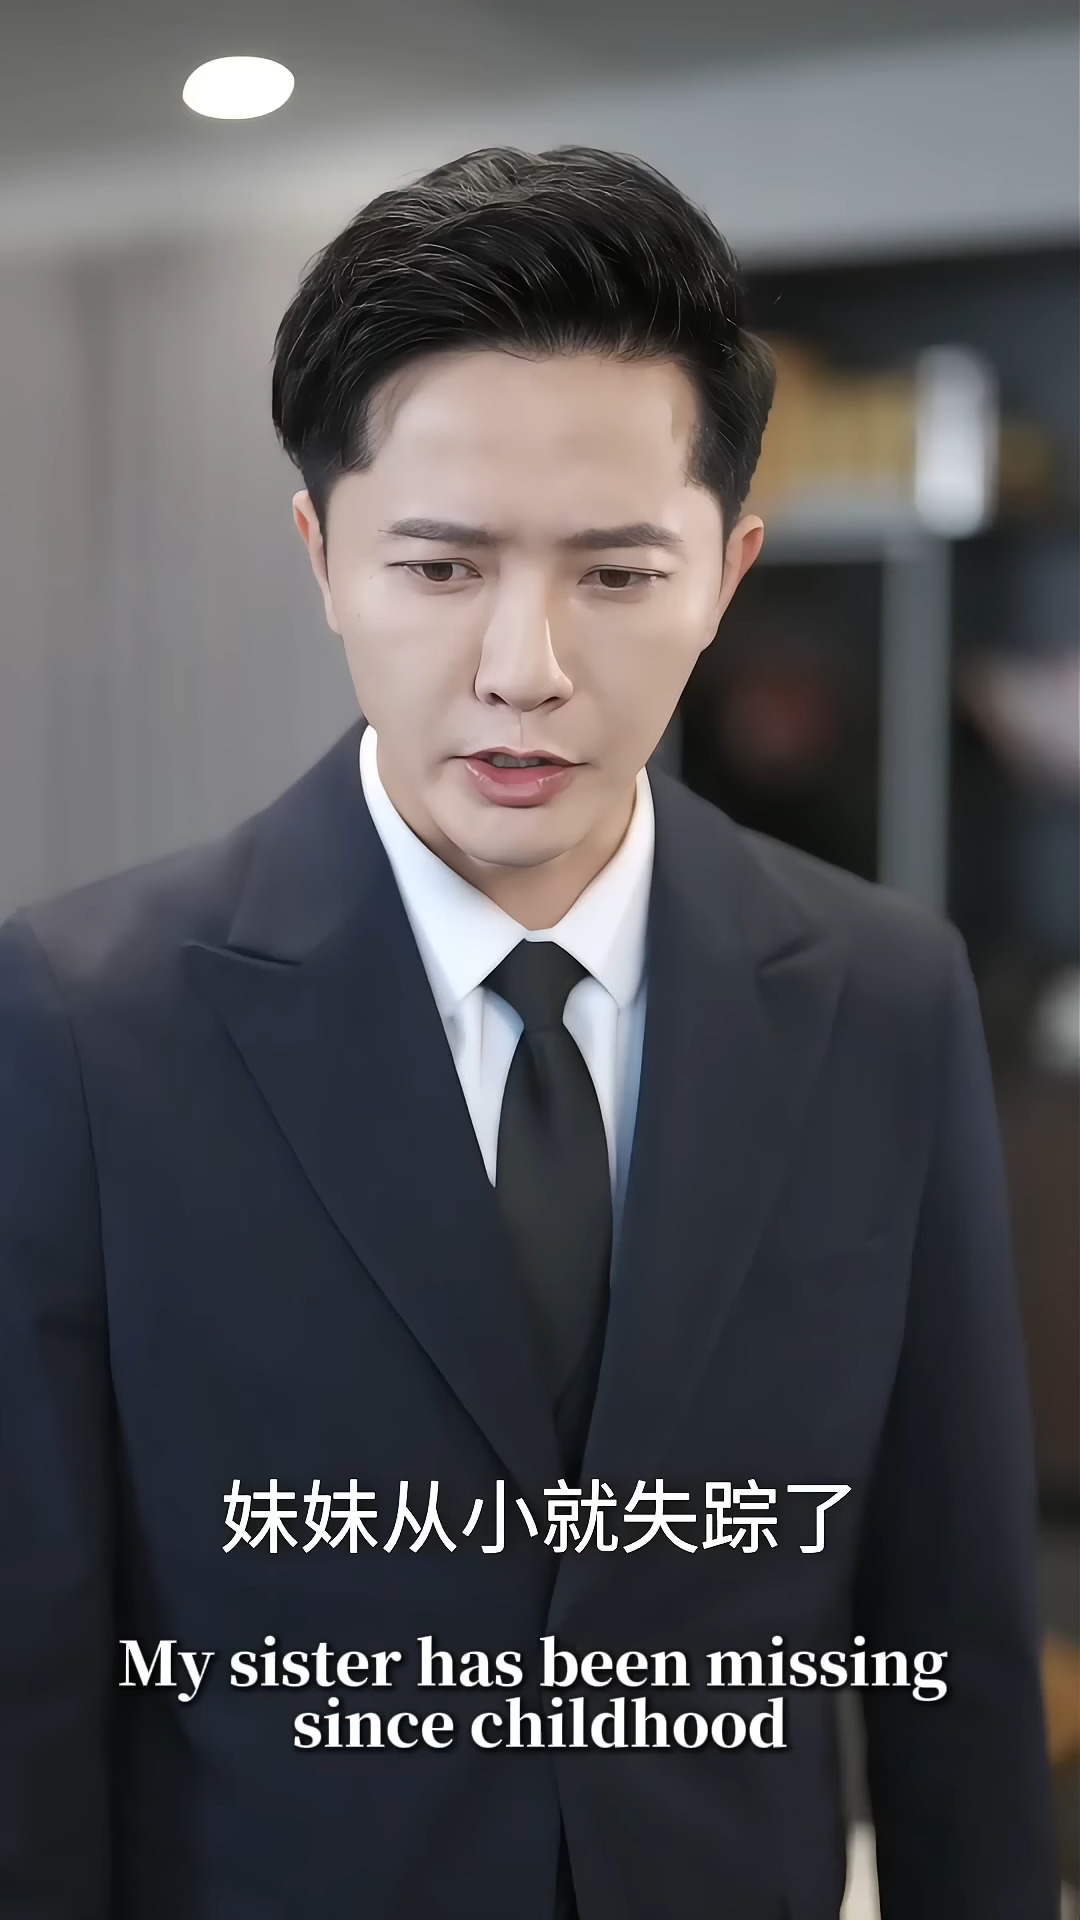 妹妹从小就失踪了
My sister has been missing
since childhood